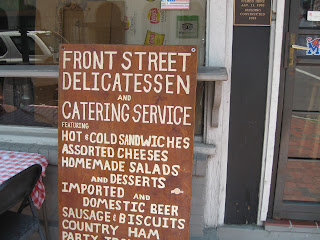 FRONT STREET
DELICATESSEN
AND
CATERING SERVICE
FEATURING
HOT & COLD SANDWICHES
ASSORTED CHEESES
HOMEMADE SALADS
AND DESSERTS
IMPORTED AND
DOMESTIC BEER
SAUSAGE & BISCUITS
COUNTRY HAM
PARTY